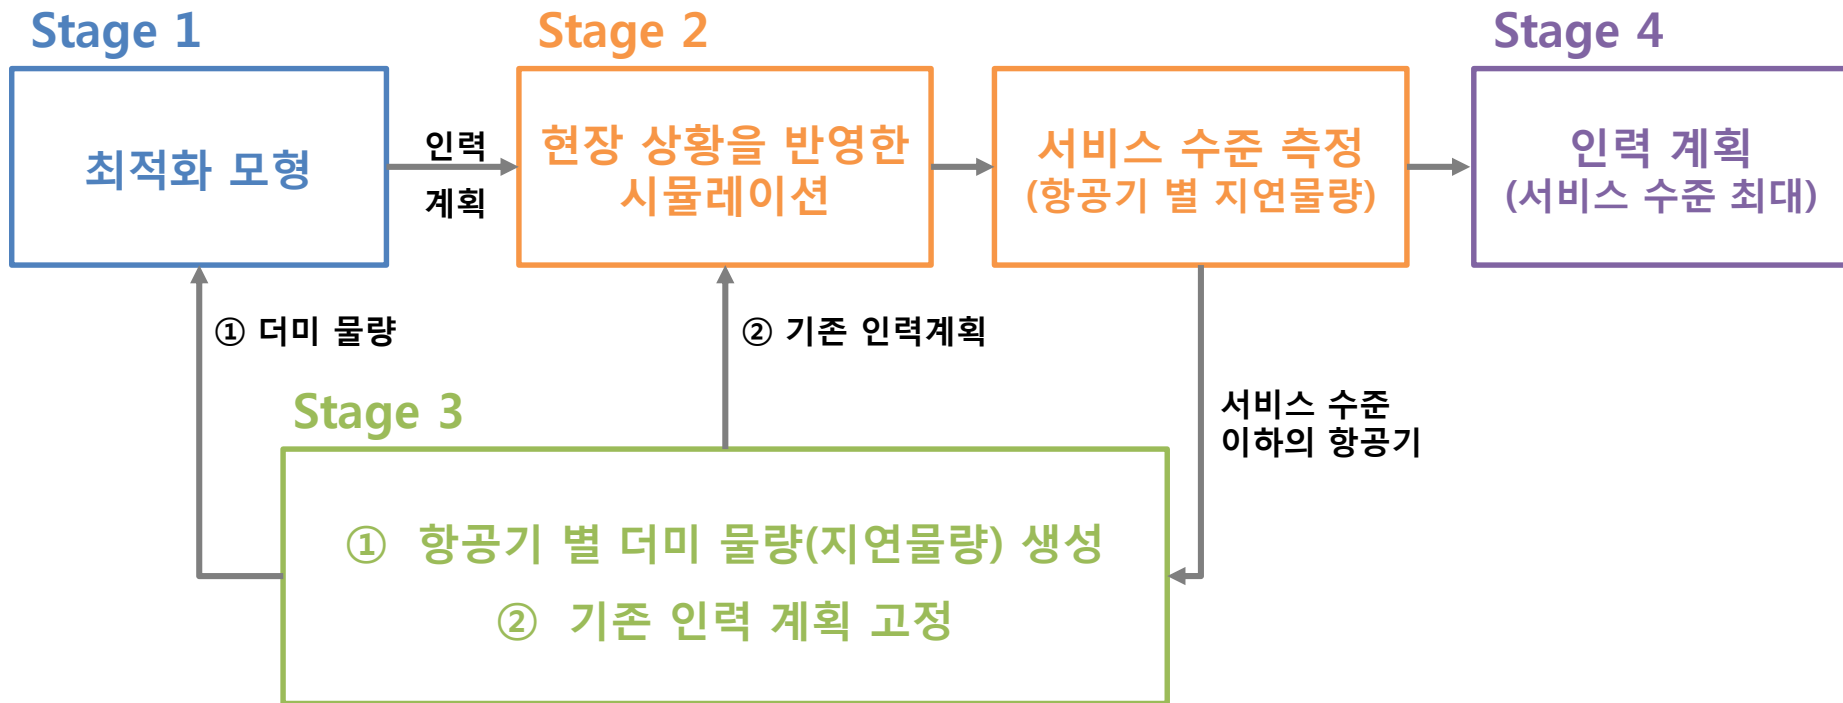 Stage 1
최적화 모형
인력
계획
Stage 2
현장 상황을 반영한
시뮬레이션
서비스 수준 측정
(항공기 별 지연물량)
Stage 4
인력 계획
(서비스 수준 최대)
① 더미 물량
② 기존 인력계획
서비스 수준
이하의 항공기
Stage 3
① 항공기 별 더미 물량(지연물량) 생성
② 기존 인력 계획 고정